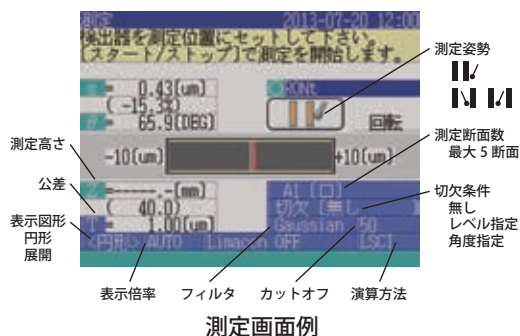 測定 2013-07-20 12:00
検出器を測定位置にセットして下さい。
[スタート/ストップ]で測定を開始します。
= 0.43(um)
( -15.3%)
θ = 65.9(DEG)
回転
-10(um) +10(um)
Z =-----.-(mm)
( 40.0)
T = 1.00(um)
<円形> AUTO Limacon OFF [LSC]
A1 (口)
切欠 [無し ]
Gaussian 50
測定姿勢
測定断面数
最大 5 断面
切欠条件
無し
レベル指定
角度指定
測定高さ
公差
表示図形
円形
展開
表示倍率 フィルタ カットオフ 演算方法
測定画面例